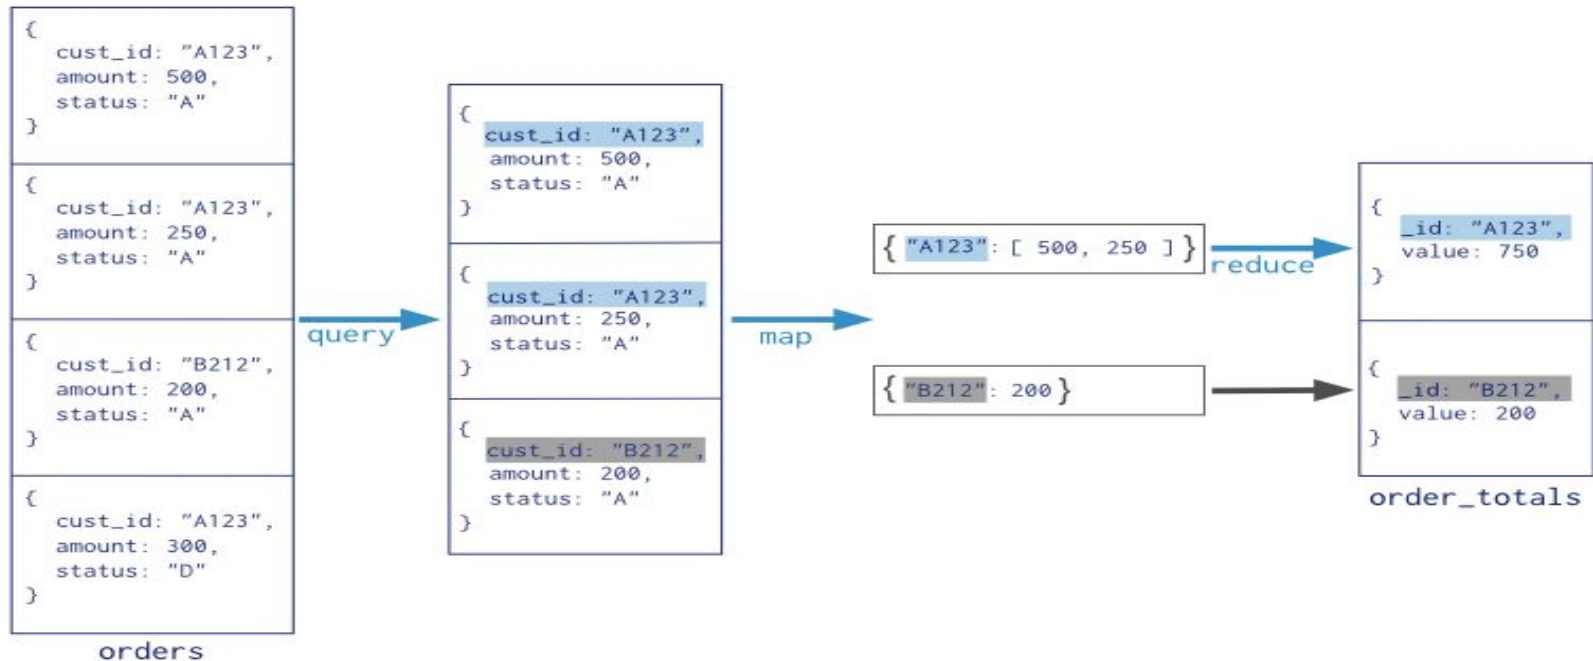 {
cust_id: "A123",
amount: 500,
status: "A"
}
{
cust_id: "A123",
amount: 250,
status: "A"
}
{
cust_id: "B212",
amount: 200,
status: "A"
}
{
cust_id: "A123",
amount: 300,
status: "D"
}
orders
query
{
cust_id: "A123",
amount: 500,
status: "A"
}
{
cust_id: "A123",
amount: 250,
status: "A"
}
{
cust_id: "B212",
amount: 200,
status: "A"
}
map
{ "A123": [ 500, 250 ] }
{ "B212": 200 }
reduce
{
_id: "A123",
value: 750
}
{
_id: "B212",
value: 200
}
order_totals